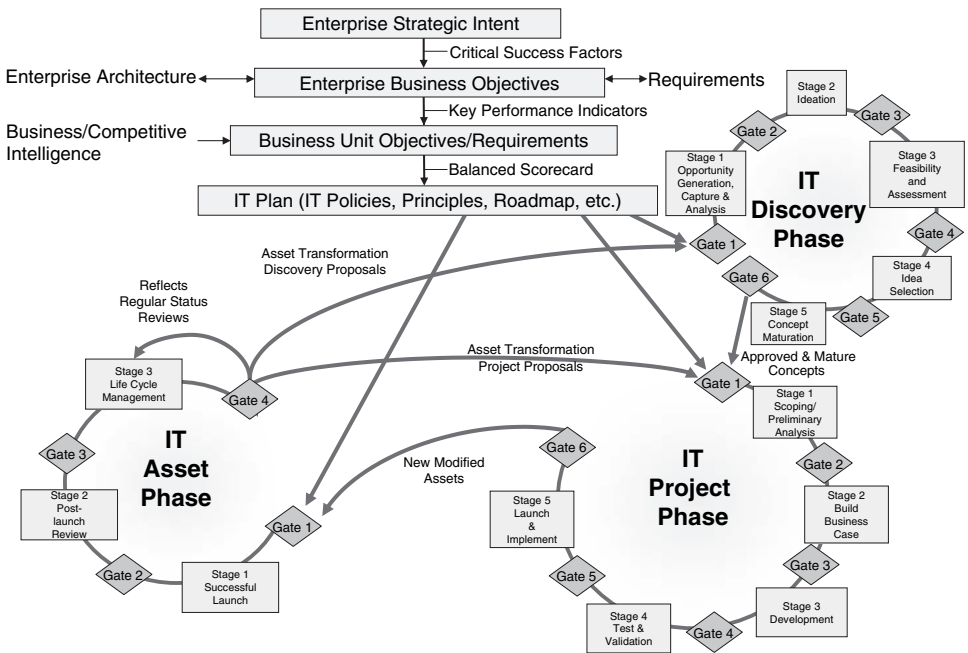 Enterprise Strategic Intent
Critical Success Factors
Enterprise Architecture
Enterprise Business Objectives
Requirements
Key Performance Indicators
Business/Competitive
Intelligence
Business Unit Objectives/Requirements
Balanced Scorecard
IT Plan (IT Policies, Principles, Roadmap, etc.)
IT
Discovery
Phase
Gate 1
Stage 1
Opportunity
Generation,
Capture &
Analysis
Gate 2
Stage 2
Ideation
Gate 3
Stage 3
Feasibility
and
Assessment
Gate 4
Stage 4
Idea
Selection
Gate 5
Stage 5
Concept
Maturation
Gate 6
Approved & Mature
Concepts
Asset Transformation
Discovery Proposals
Reflects
Regular Status
Reviews
Asset Transformation
Project Proposals
New Modified
Assets
IT
Project
Phase
Gate 1
Stage 1
Scoping/
Preliminary
Analysis
Gate 2
Stage 2
Build
Business
Case
Gate 3
Stage 3
Development
Gate 4
Stage 4
Test &
Validation
Gate 5
Stage 5
Launch
&
Implement
Gate 6
IT
Asset
Phase
Gate 1
Stage 1
Successful
Launch
Gate 2
Stage 2
Post-
launch
Review
Gate 3
Stage 3
Life Cycle
Management
Gate 4